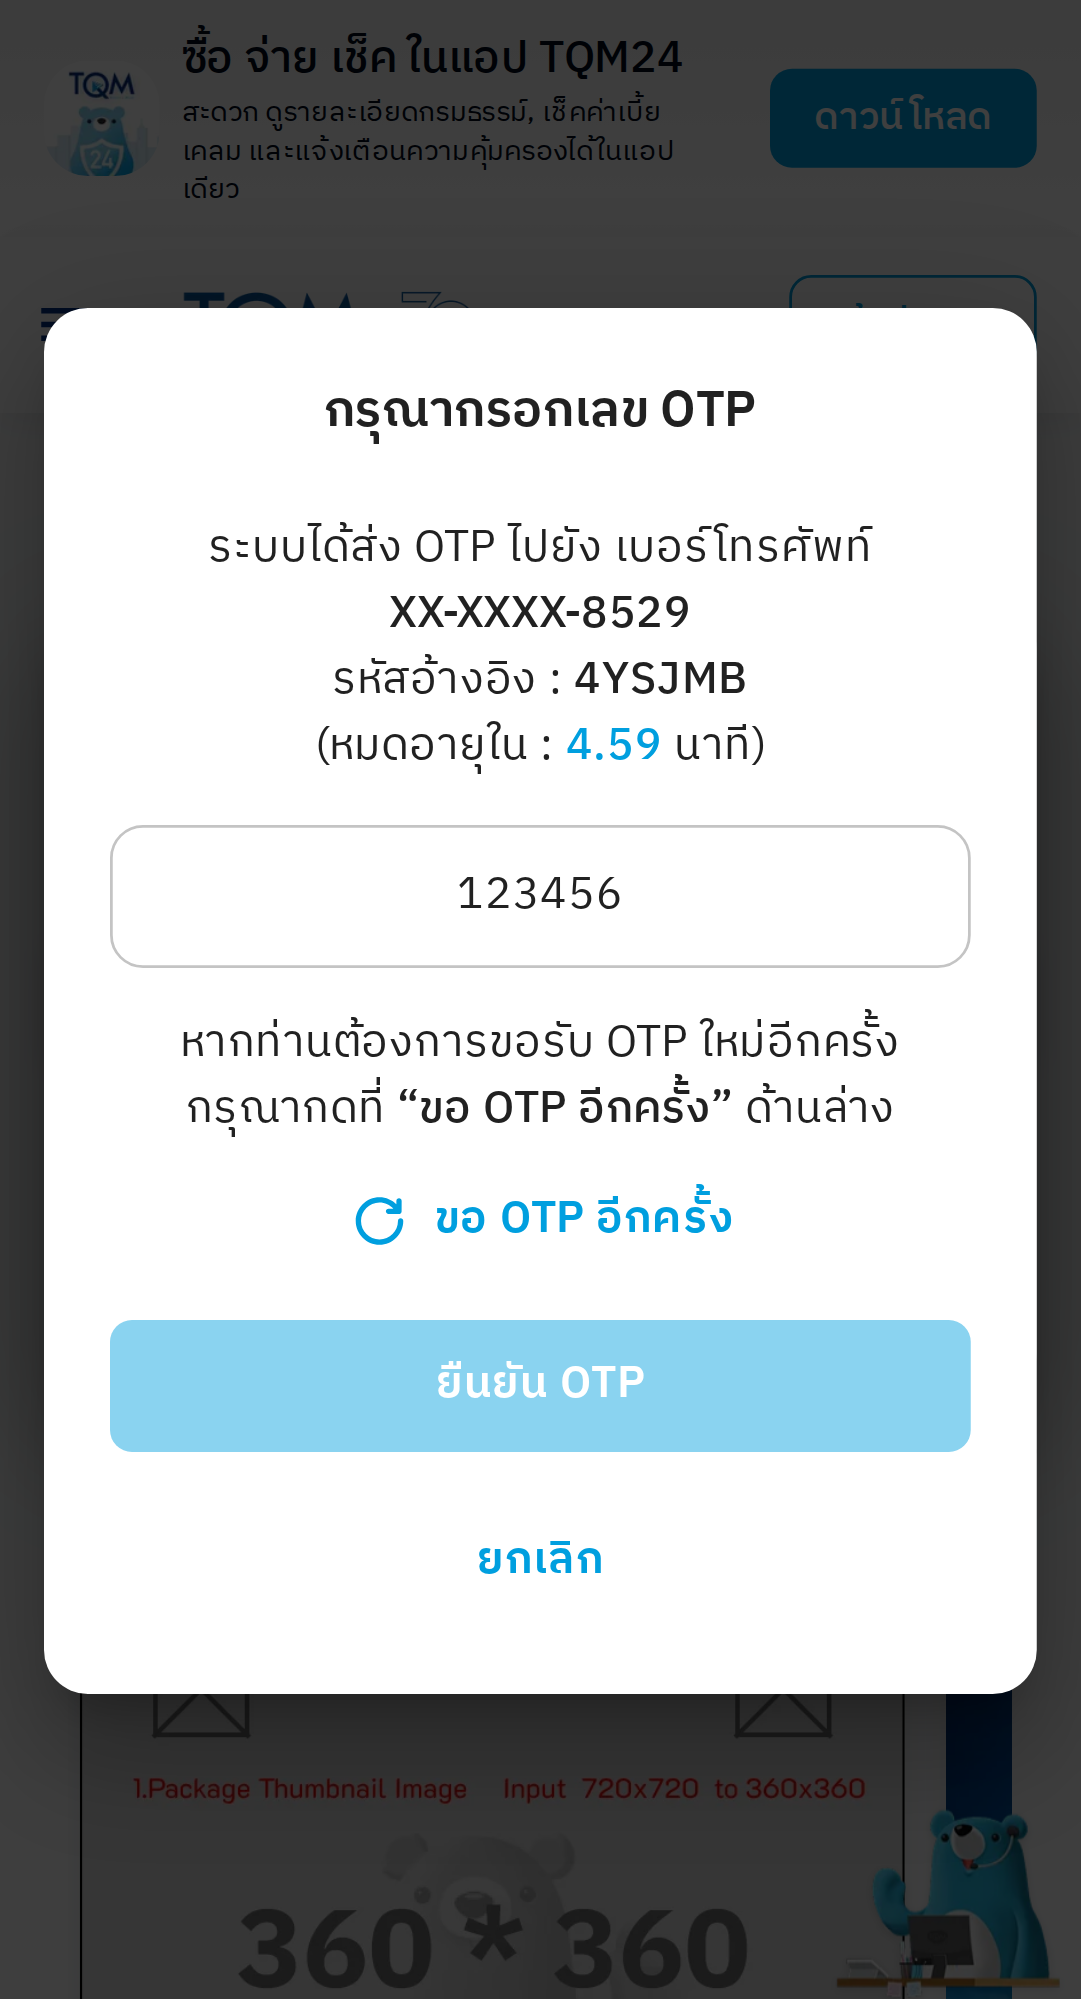 ซื้อ จ่าย เช็ค ในแอป TQM24
TQM
สะดวก ดูรายละเอียดกรมธรรม์, เช็คค่าเบี้ย
เคลม และแจ้งเตือนความคุ้มครองได้ในแอป
เดียว
24
ดาวน์โหลด
TQM
กรุณากรอกเลข OTP
ระบบได้ส่ง OTP ไปยัง เบอร์โทรศัพท์
XX-XXXX-8529
รหัสอ้างอิง : 4YSJMB
(หมดอายุใน : 4.59 นาที)
123456
หากท่านต้องการขอรับ OTP ใหม่อีกครั้ง
กรุณากดที่ “ขอ OTP อีกครั้ง” ด้านล่าง
ขอ OTP อีกครั้ง
ยืนยัน OTP
ยกเลิก
1.Package Thumbnail Image Input 720x720 to 360x360
360 * 360